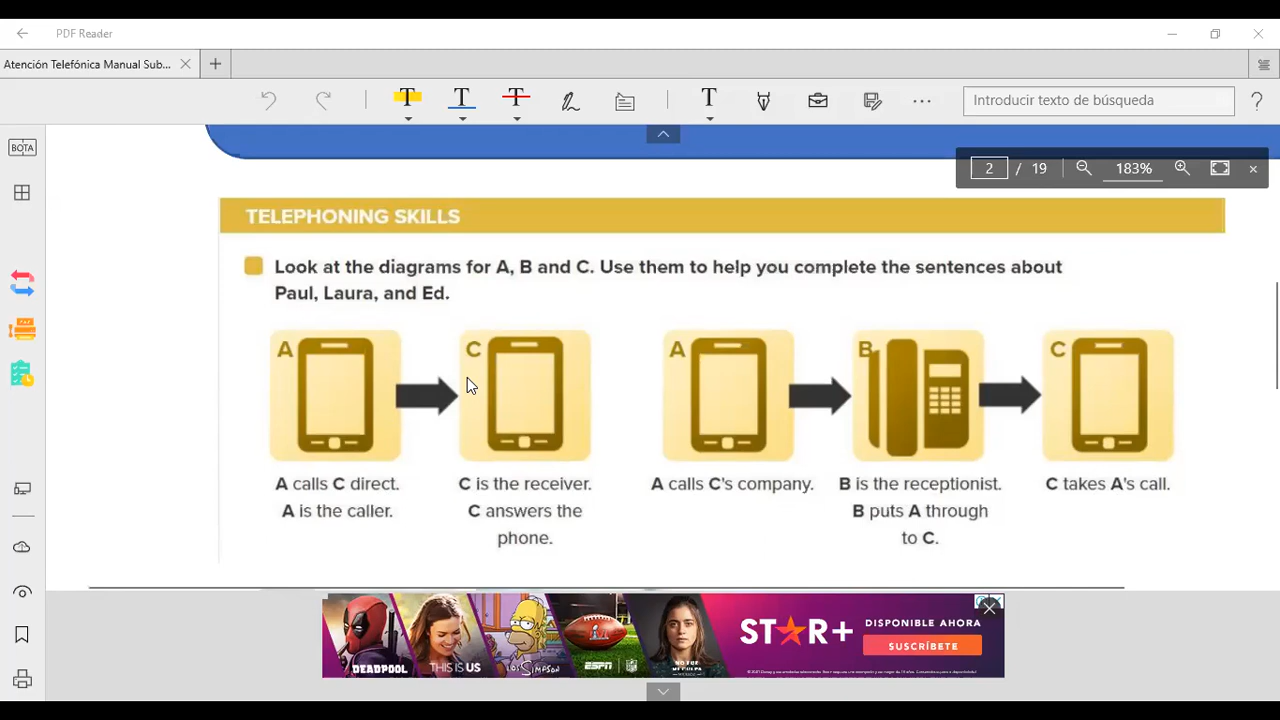 PDF Reader
Atención Telefónica Manual Sub...
T T T T
Introducir texto de búsqueda
?
BOTA
2 / 19 183%
TELEPHONING SKILLS
Look at the diagrams for A, B and C. Use them to help you complete the sentences about
Paul, Laura, and Ed.
A C A B C
A calls C direct.
A is the caller.
C is the receiver.
C answers the
phone.
A calls C's company.
B is the receptionist.
B puts A through
to C.
C takes A's call.
DEADPOOL
THIS IS US
LOS SIMPSON
ESPN
NFL
STAR+
DISPONIBLE AHORA
SUSCRÍBETE